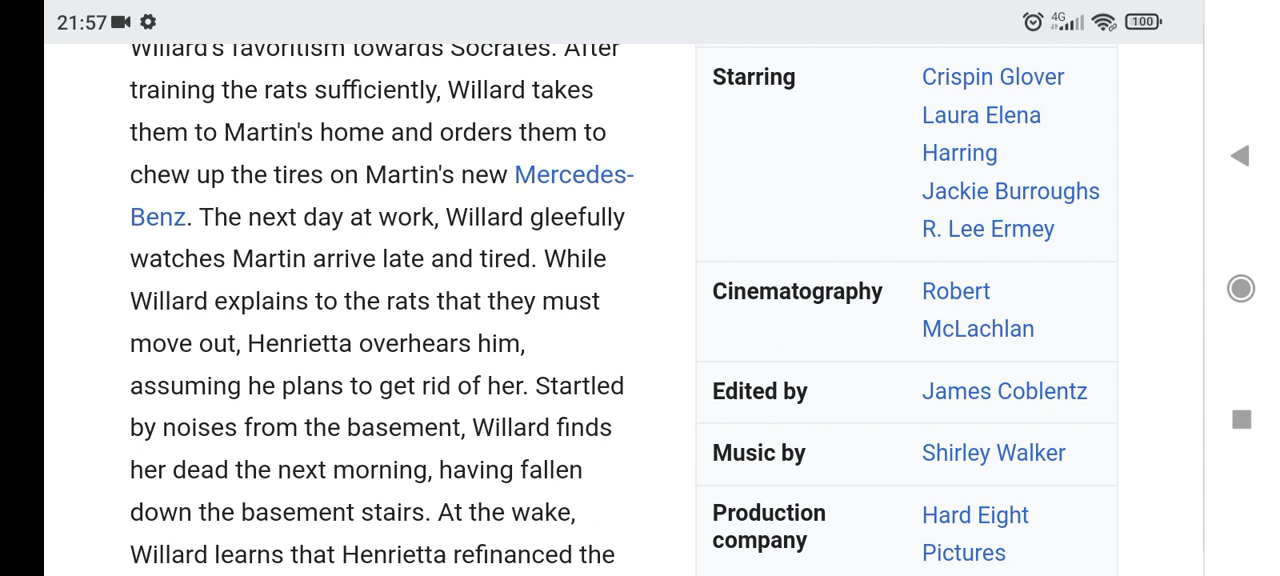 21:57
4G
100
Willard's favoritism towards Socrates. After
training the rats sufficiently, Willard takes
them to Martin's home and orders them to
chew up the tires on Martin's new Mercedes-
Benz. The next day at work, Willard gleefully
watches Martin arrive late and tired. While
Willard explains to the rats that they must
move out, Henrietta overhears him,
assuming he plans to get rid of her. Startled
by noises from the basement, Willard finds
her dead the next morning, having fallen
down the basement stairs. At the wake,
Willard learns that Henrietta refinanced the
Starring
Crispin Glover
Laura Elena
Harring
Jackie Burroughs
R. Lee Ermey
Cinematography
Robert
McLachlan
Edited by
James Coblentz
Music by
Shirley Walker
Production
company
Hard Eight
Pictures